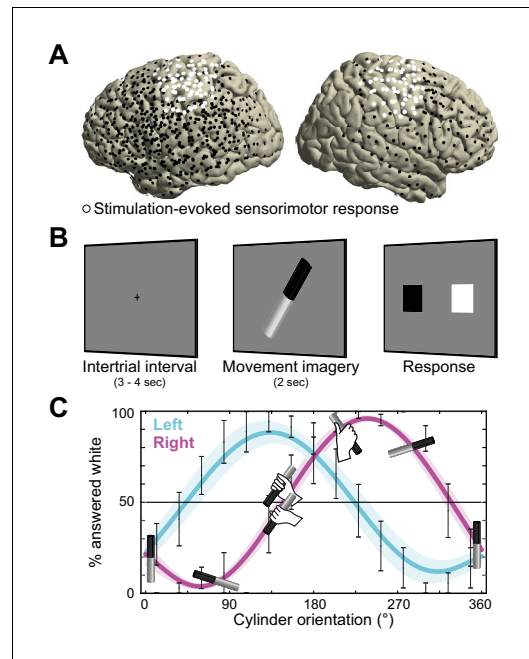 A
Stimulation-evoked sensorimotor response
B
Intertrial interval
(3 - 4 sec)
Movement imagery
(2 sec)
Response
C
Left
Right
% answered white
100
50
0
0
90
180
270
360
Cylinder orientation (°)